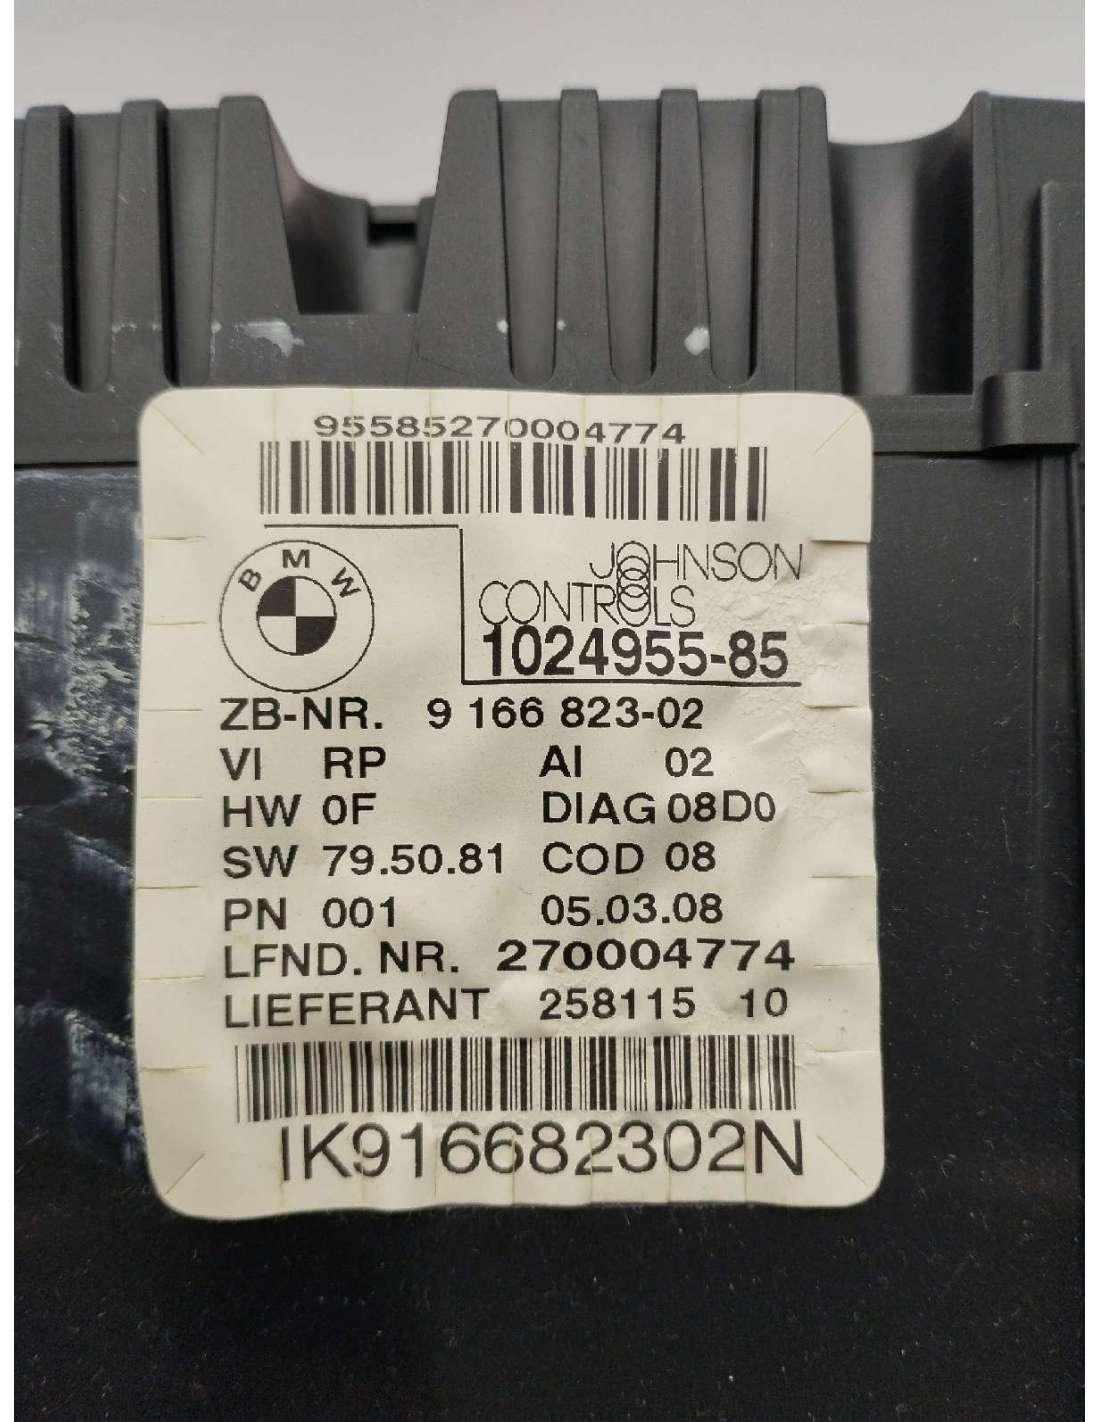 95585270004774
BMW
JOHNSON
CONTROLS
1024955-85
ZB-NR. 9 166 823-02
VI RP AI 02
HW 0F DIAG 08D0
SW 79.50.81 COD 08
PN 001 05.03.08
LFND. NR. 270004774
LIEFERANT 258115 10
IK916682302N